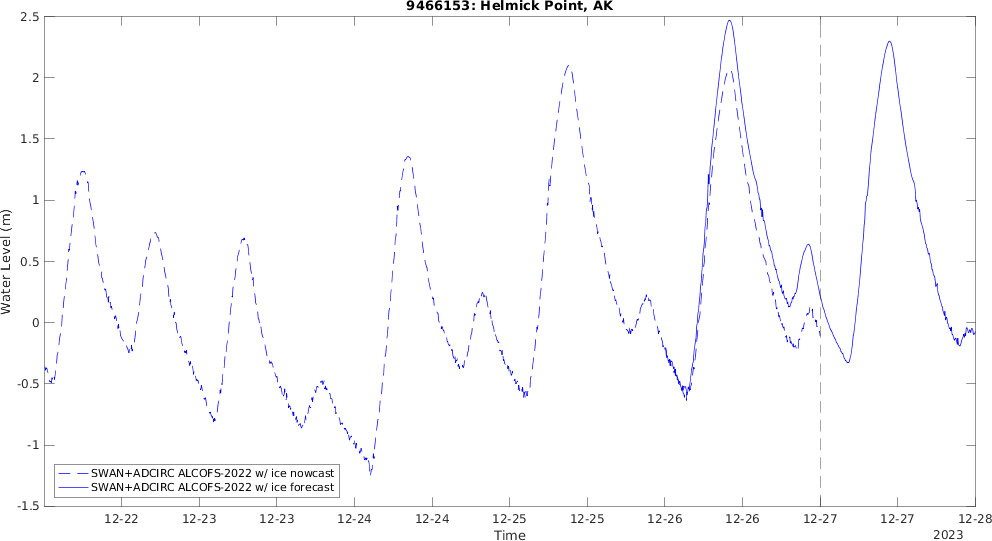 9466153: Helmick Point, AK
2.5
2
1.5
1
0.5
0
-0.5
-1
-1.5
Water Level (m)
SWAN+ADCIRC ALCOFS-2022 w/ ice nowcast
SWAN+ADCIRC ALCOFS-2022 w/ ice forecast
12-22 12-23 12-23 12-24 12-24 12-25 12-25 12-26 12-26 12-27 12-27 12-28
Time
2023